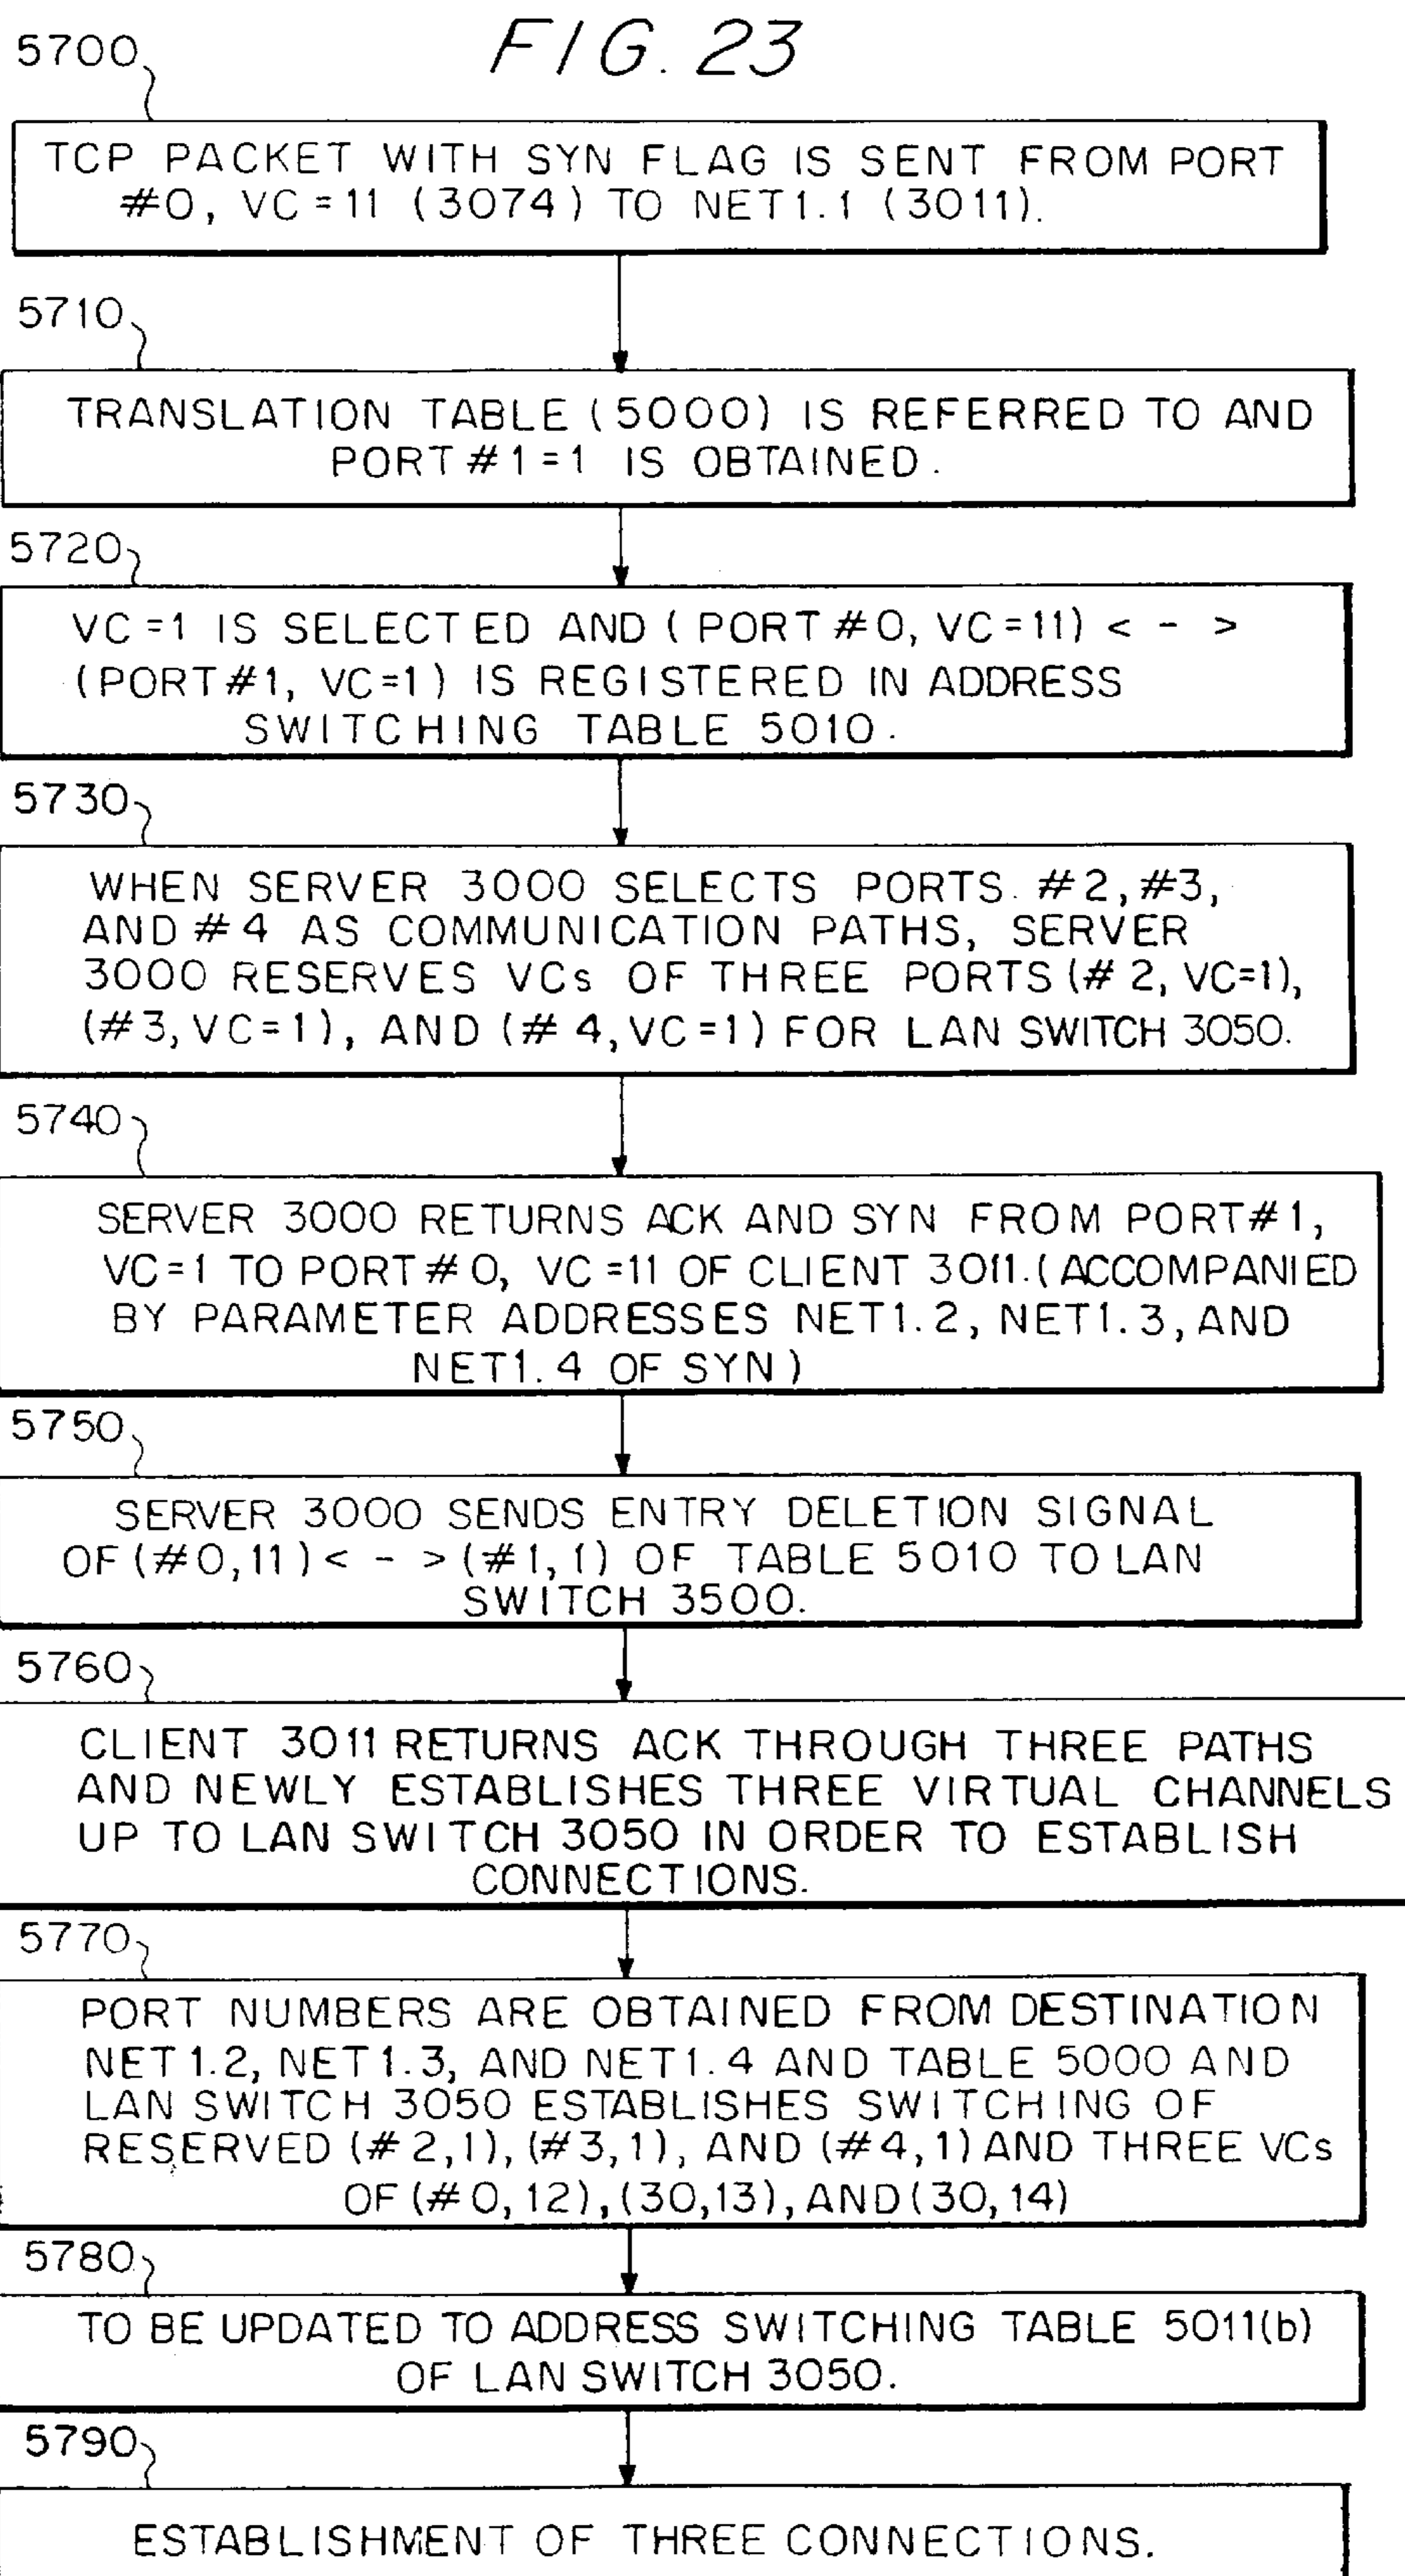 FIG. 23
5700
TCP PACKET WITH SYN FLAG IS SENT FROM PORT
#0, VC=11 (3074) TO NET1.1 (3011).
5710
TRANSLATION TABLE (5000) IS REFERRED TO AND
PORT#1=1 IS OBTAINED.
5720
VC=1 IS SELECTED AND (PORT#0, VC=11) < - >
(PORT#1, VC=1) IS REGISTERED IN ADDRESS
SWITCHING TABLE 5010.
5730
WHEN SERVER 3000 SELECTS PORTS #2, #3,
AND #4 AS COMMUNICATION PATHS, SERVER
3000 RESERVES VCs OF THREE PORTS (#2, VC=1),
(#3, VC=1), AND (#4, VC=1) FOR LAN SWITCH 3050.
5740
SERVER 3000 RETURNS ACK AND SYN FROM PORT#1,
VC=1 TO PORT#0, VC=11 OF CLIENT 3011. (ACCOMPANIED
BY PARAMETER ADDRESSES NET1.2, NET1.3, AND
NET1.4 OF SYN)
5750
SERVER 3000 SENDS ENTRY DELETION SIGNAL
OF (#0,11) < - > (#1,1) OF TABLE 5010 TO LAN
SWITCH 3500.
5760
CLIENT 3011 RETURNS ACK THROUGH THREE PATHS
AND NEWLY ESTABLISHES THREE VIRTUAL CHANNELS
UP TO LAN SWITCH 3050 IN ORDER TO ESTABLISH
CONNECTIONS.
5770
PORT NUMBERS ARE OBTAINED FROM DESTINATION
NET1.2, NET1.3, AND NET1.4 AND TABLE 5000 AND
LAN SWITCH 3050 ESTABLISHES SWITCHING OF
RESERVED (#2,1), (#3,1), AND (#4,1) AND THREE VCs
OF (#0,12), (30,13), AND (30,14)
5780
TO BE UPDATED TO ADDRESS SWITCHING TABLE 5011(b)
OF LAN SWITCH 3050.
5790
ESTABLISHMENT OF THREE CONNECTIONS.